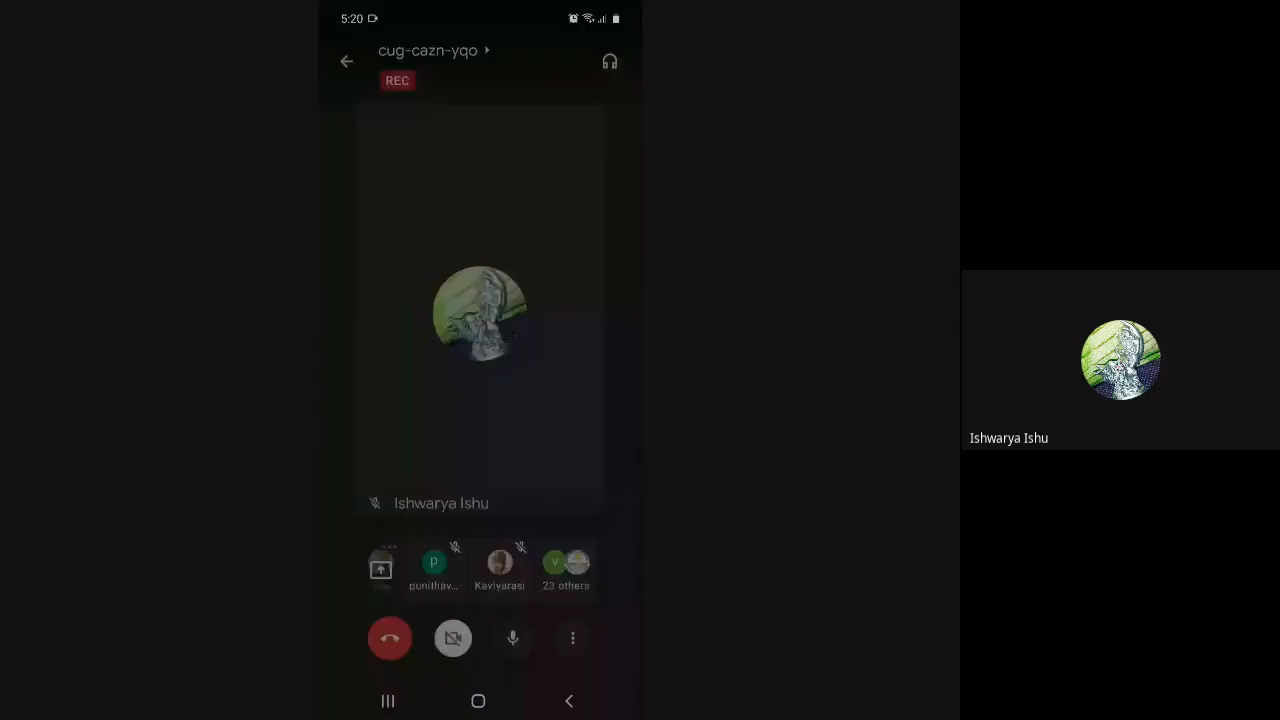 5:20
cug-cazn-yqo
REC
Ishwarya Ishu
p
punithav...
Kaviyarasi
v
23 others
Ishwarya Ishu